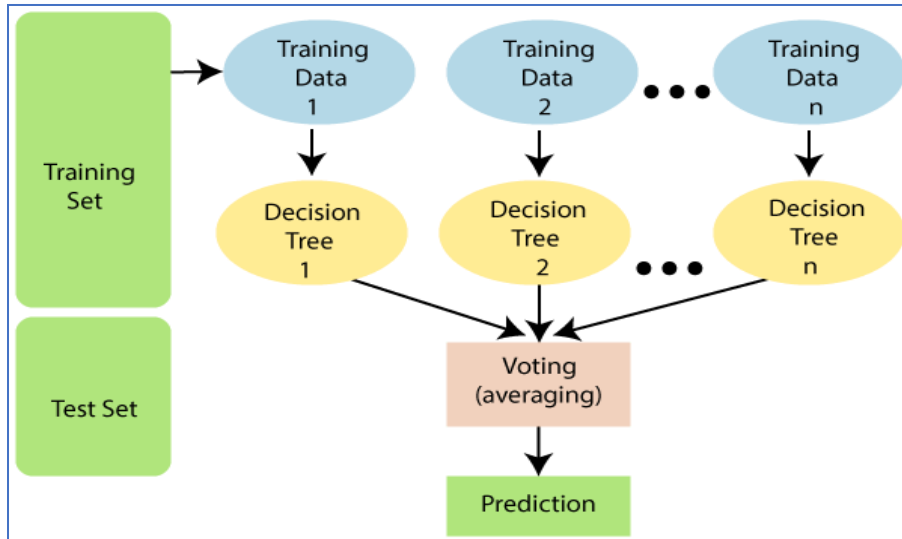 Training
Set
Test Set
Training
Data
1
Training
Data
2
Training
Data
n
Decision
Tree
1
Decision
Tree
2
Decision
Tree
n
Voting
(averaging)
Prediction